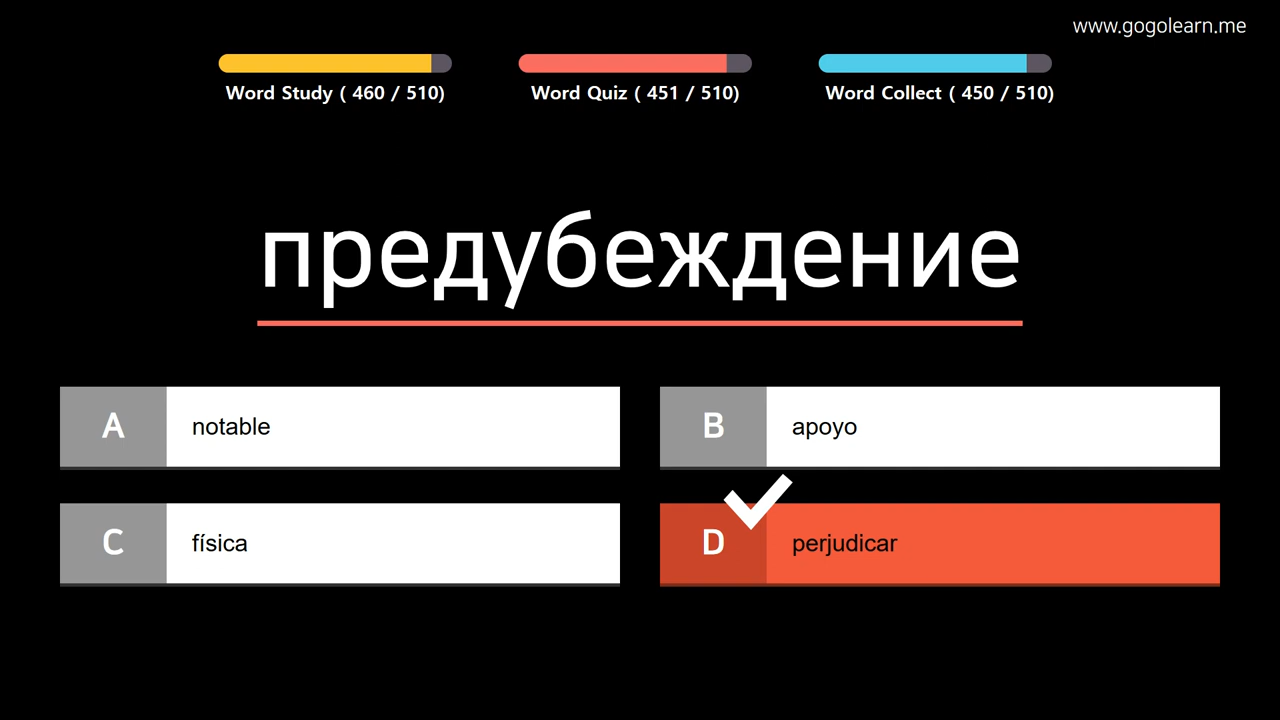 www.gogolearn.me
Word Study ( 460 / 510)
Word Quiz ( 451 / 510)
Word Collect ( 450 / 510)
предубеждение
A notable
B apoyo
C física
D perjudicar